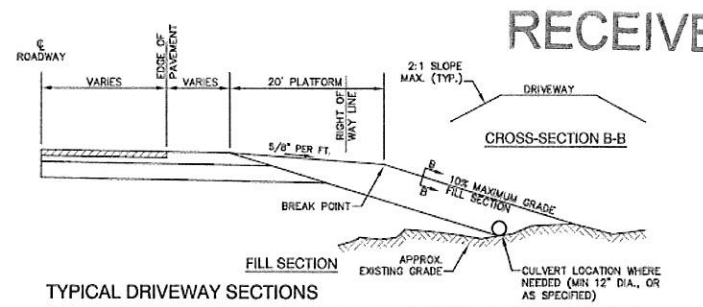 RECEIVE
℄
ROADWAY
EDGE OF
PAVEMENT
VARIES
VARIES
20' PLATFORM
RIGHT OF
WAY LINE
2:1 SLOPE
MAX. (TYP.)
DRIVEWAY
CROSS-SECTION B-B
5/8" PER FT.
B
B
10% MAXIMUM GRADE
FILL SECTION
BREAK POINT
FILL SECTION
APPROX.
EXISTING GRADE
CULVERT LOCATION WHERE
NEEDED (MIN 12" DIA., OR
AS SPECIFIED)
TYPICAL DRIVEWAY SECTIONS